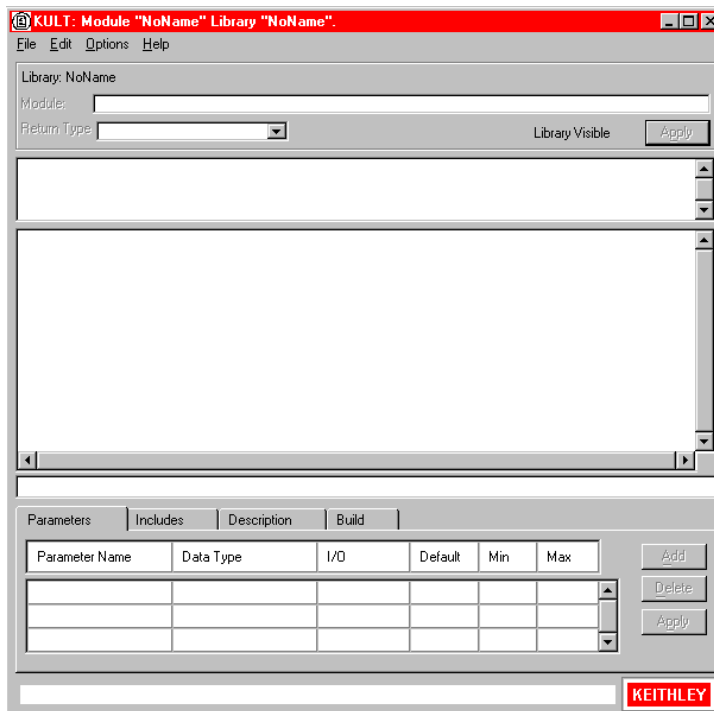 KULT: Module "NoName" Library "NoName".
File Edit Options Help
Library: NoName
Module:
Return Type
Library Visible Apply
Parameters Includes Description Build
Parameter Name Data Type I/O Default Min Max
Add
Delete
Apply
KEITHLEY